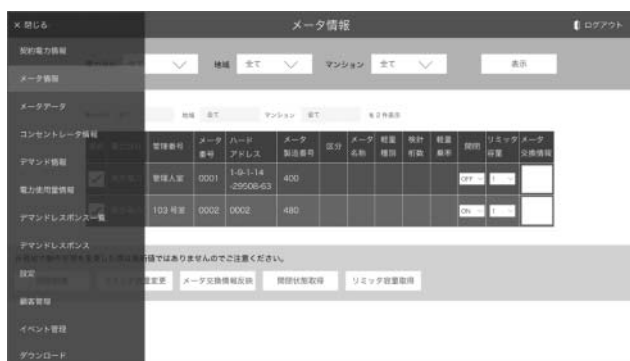 × 閉じる
メータ情報
ログアウト
契約電力情報
メータ情報
メータデータ
コンセントレータ情報
デマンド情報
電力使用量情報
デマンドレスポンス一覧
デマンドレスポンス
設定
顧客管理
イベント管理
ダウンロード
全て 地域 全て マンション 全て 表示
地域 全て マンション 全て を2件表示
管理番号 メータ番号 ハードアドレス メータ製造番号 区分 メータ名称 軽量種別 検針桁数 軽量乗率 開閉 リミッタ容量 メータ交換情報
管理人室 0001 1-9-1-14-29508-63 400 OFF 1
103 号室 0002 0002 480 ON 1
値ではありませんのでご注意ください。
変更 メータ交換情報反映 開閉状態取得 リミッタ容量取得